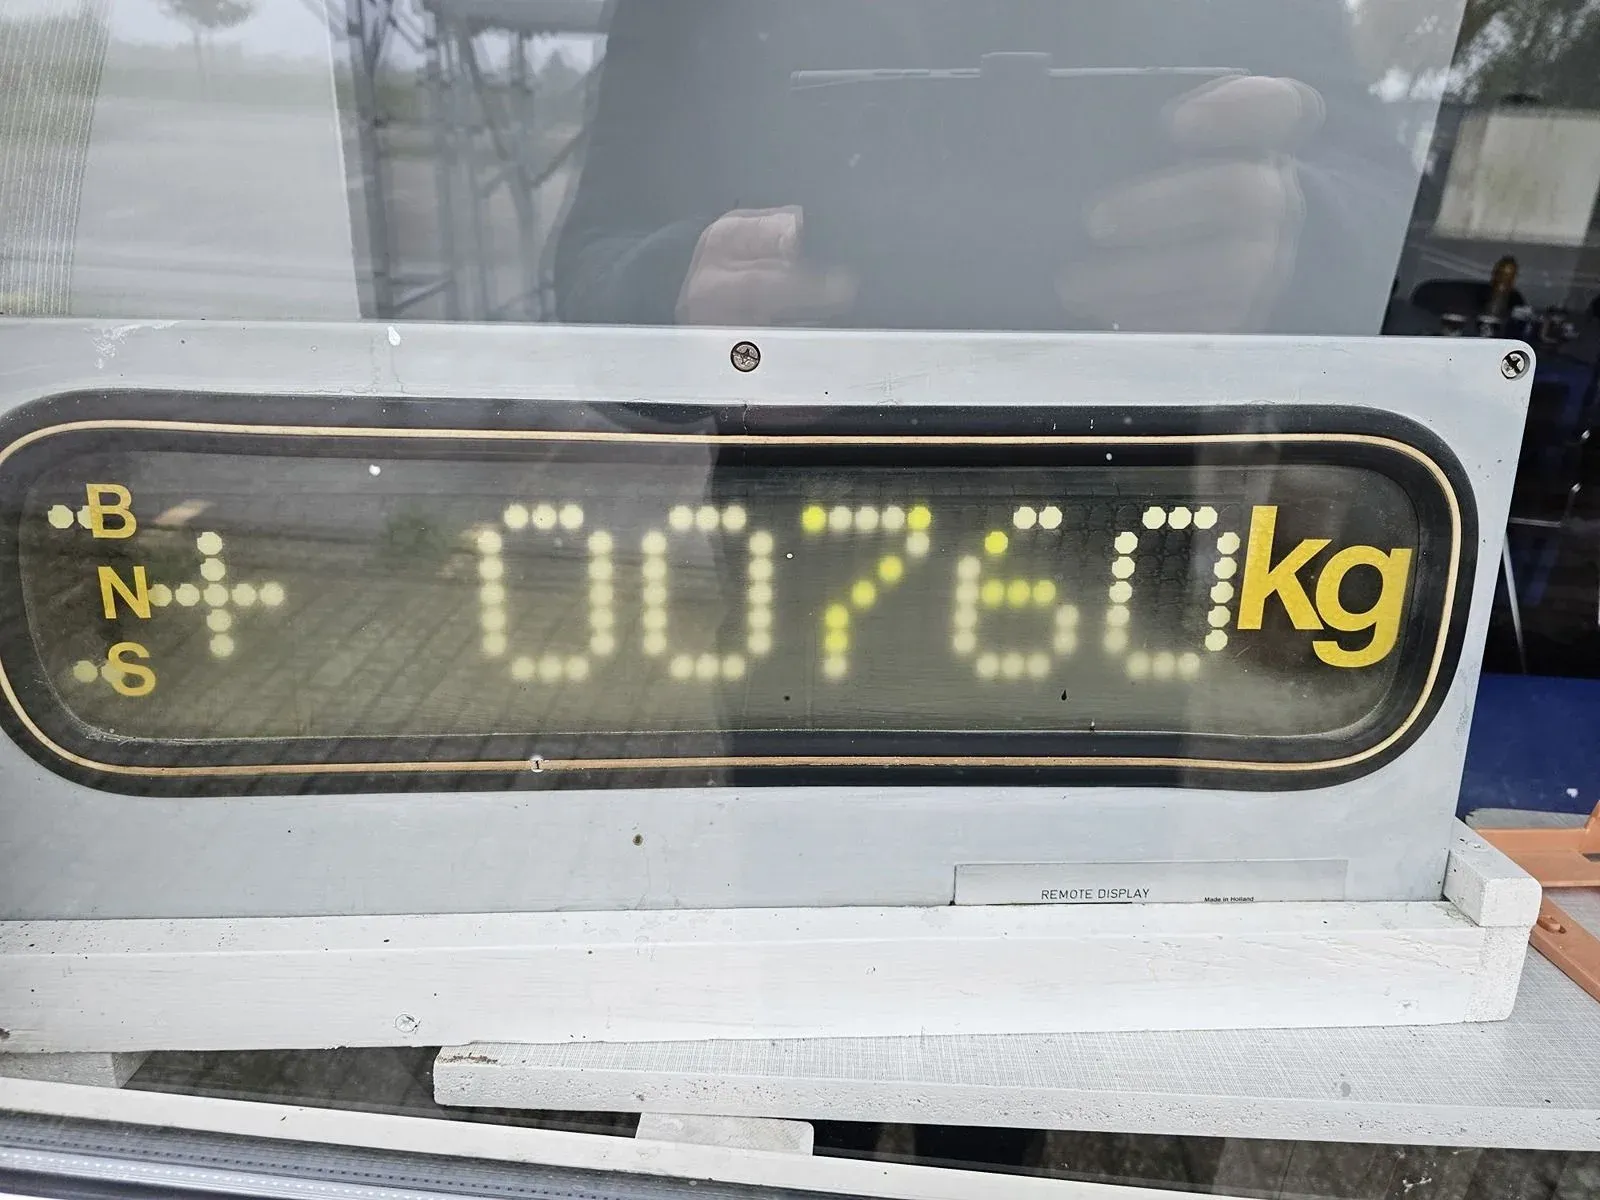 B
N
S
+ 00760 kg
REMOTE DISPLAY
Made in Holland